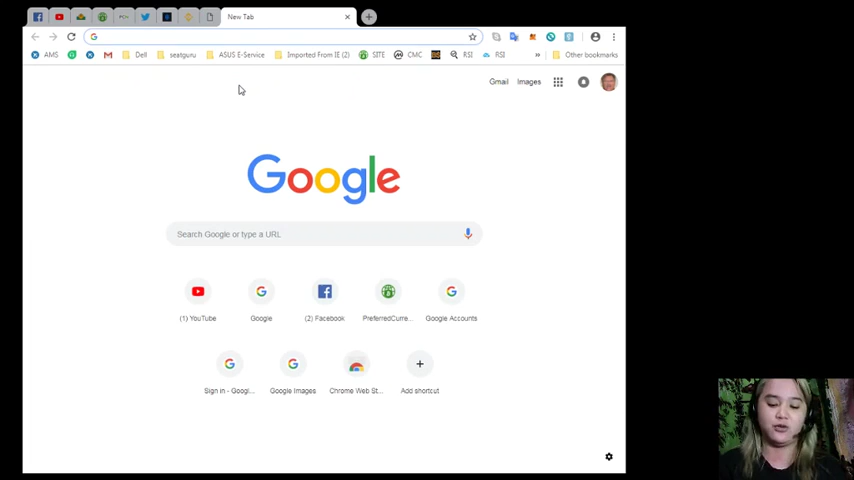 New Tab
AMS Dell seatguru ASUS E-Service Imported From IE (2) SITE CMC RSI RSI » Other bookmarks
Gmail Images
Google
Search Google or type a URL
(1) YouTube Google (2) Facebook PreferredCurre... Google Accounts
Sign in - Googl... Google Images Chrome Web St... Add shortcut